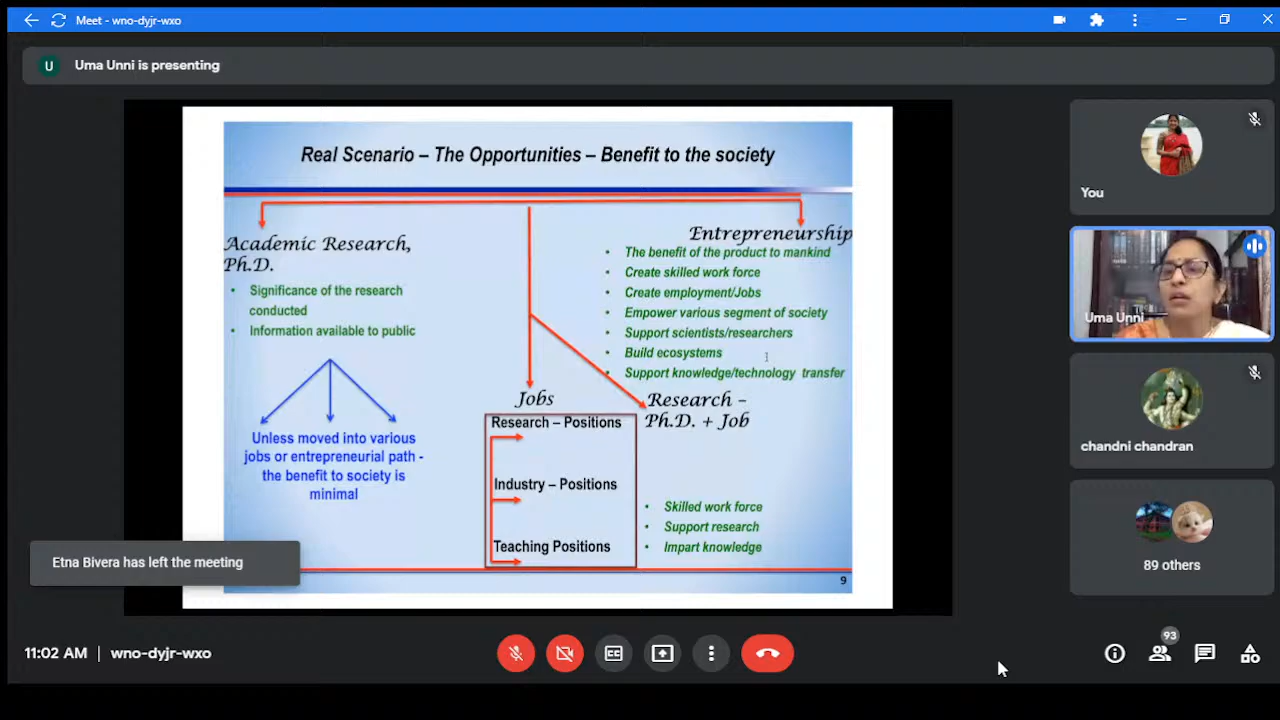 Meet - wno-dyjr-wxo
U
Uma Unni is presenting
Real Scenario – The Opportunities – Benefit to the society
Academic Research,
Ph.D.
• Significance of the research
conducted
• Information available to public
Unless moved into various
jobs or entrepreneurial path -
the benefit to society is
minimal
Jobs
Research – Positions
Industry – Positions
Teaching Positions
Entrepreneurship
• The benefit of the product to mankind
• Create skilled work force
• Create employment/Jobs
• Empower various segment of society
• Support scientists/researchers
• Build ecosystems
• Support knowledge/technology transfer
Research –
Ph.D. + Job
• Skilled work force
• Support research
• Impart knowledge
9
You
Uma Unni
chandni chandran
89 others
Etna Bivera has left the meeting
11:02 AM | wno-dyjr-wxo
93